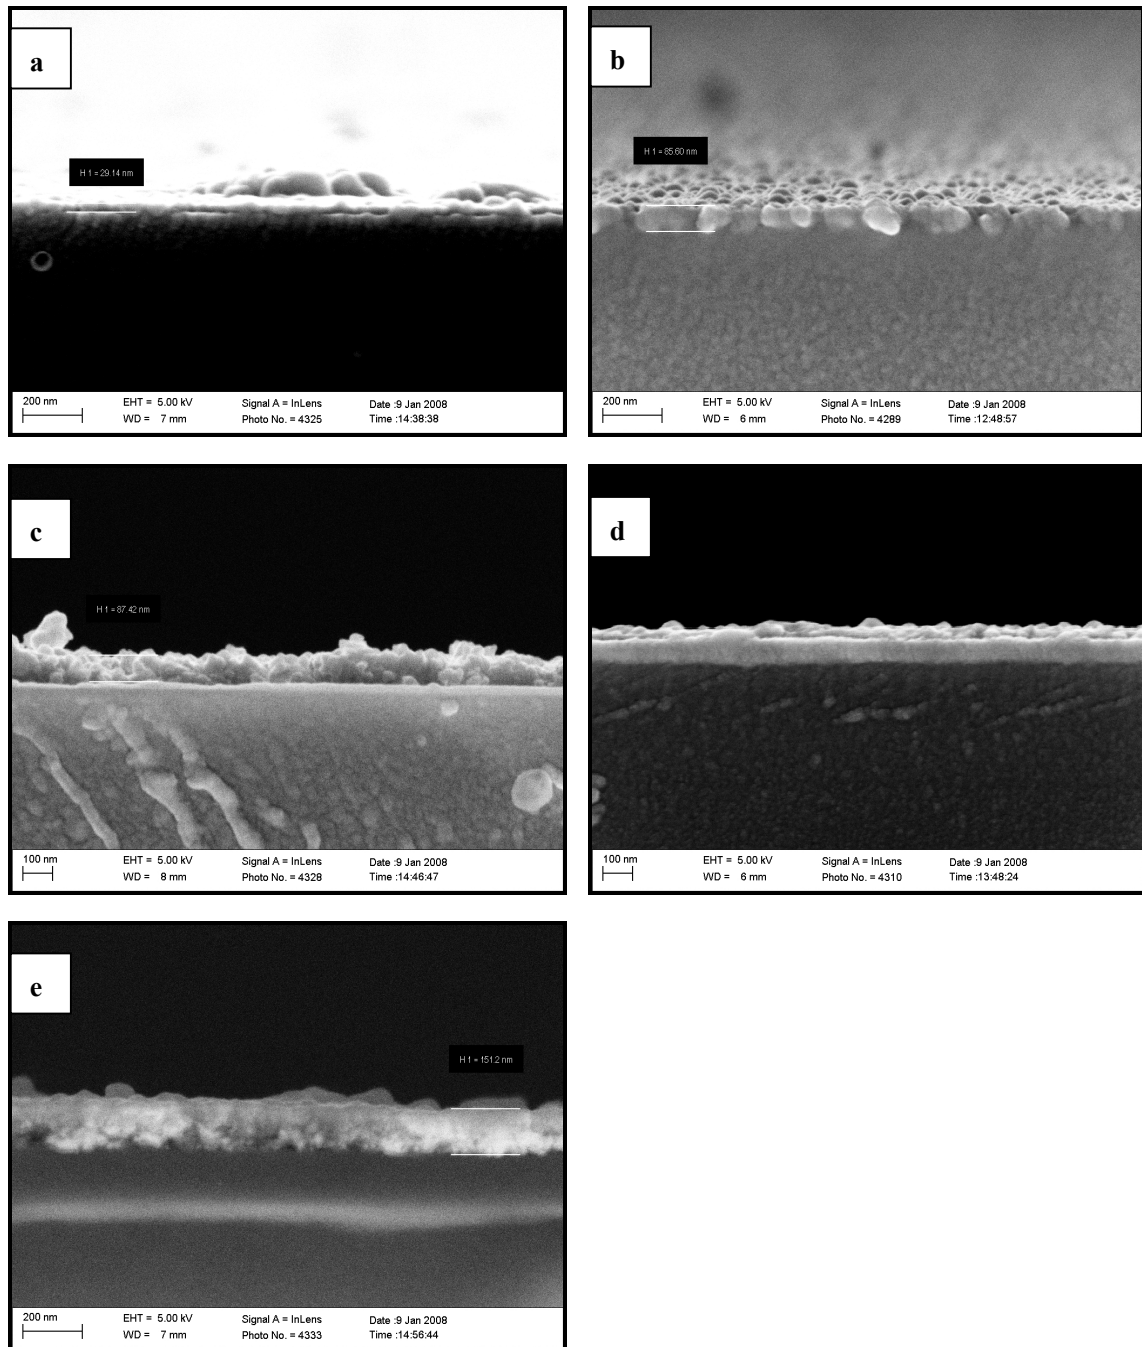 a
H 1 = 29.14 nm
200 nm
EHT = 5.00 kV
WD = 7 mm
Signal A = InLens
Photo No. = 4325
Date :9 Jan 2008
Time :14:38:38
b
H 1 = 85.60 nm
200 nm
EHT = 5.00 kV
WD = 6 mm
Signal A = InLens
Photo No. = 4289
Date :9 Jan 2008
Time :12:48:57
c
H 1 = 87.42 nm
100 nm
EHT = 5.00 kV
WD = 8 mm
Signal A = InLens
Photo No. = 4328
Date :9 Jan 2008
Time :14:46:47
d
100 nm
EHT = 5.00 kV
WD = 6 mm
Signal A = InLens
Photo No. = 4310
Date :9 Jan 2008
Time :13:48:24
e
H 1 = 151.2 nm
200 nm
EHT = 5.00 kV
WD = 7 mm
Signal A = InLens
Photo No. = 4333
Date :9 Jan 2008
Time :14:56:44